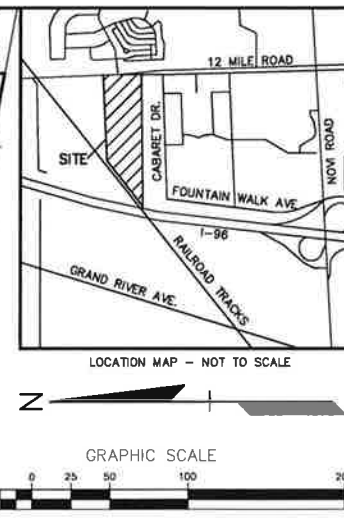 12 MILE ROAD
SITE
CABARET DR.
NOVI ROAD
FOUNTAIN WALK AVE.
I-96
RAILROAD TRACKS
GRAND RIVER AVE.
LOCATION MAP - NOT TO SCALE
N
GRAPHIC SCALE
0 25 50 100